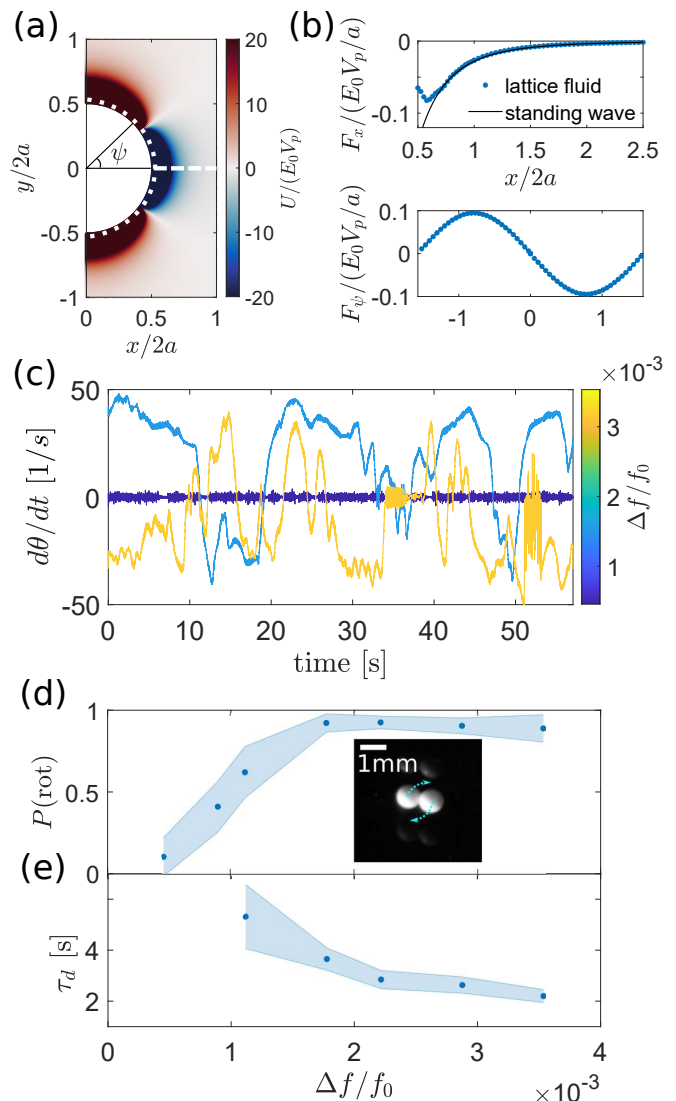 (a)
1
0.5
0
-0.5
-1
y/2a
0
0.5
1
x/2a
ψ
20
10
0
-10
-20
U/(E₀Vₚ)
(b)
0
-0.1
Fₓ/(E₀Vₚ/a)
lattice fluid
standing wave
0.5
1.0
1.5
2.0
2.5
x/2a
0.1
0
-0.1
F_ψ/(E₀Vₚ/a)
-1
0
1
(c)
50
0
-50
dθ/dt [1/s]
0
10
20
30
40
50
time [s]
×10⁻³
3
2
1
Δf/f₀
(d)
1
0.5
0
P(rot)
1mm
(e)
4
2
τ_d [s]
0
1
2
3
4
Δf/f₀
×10⁻³